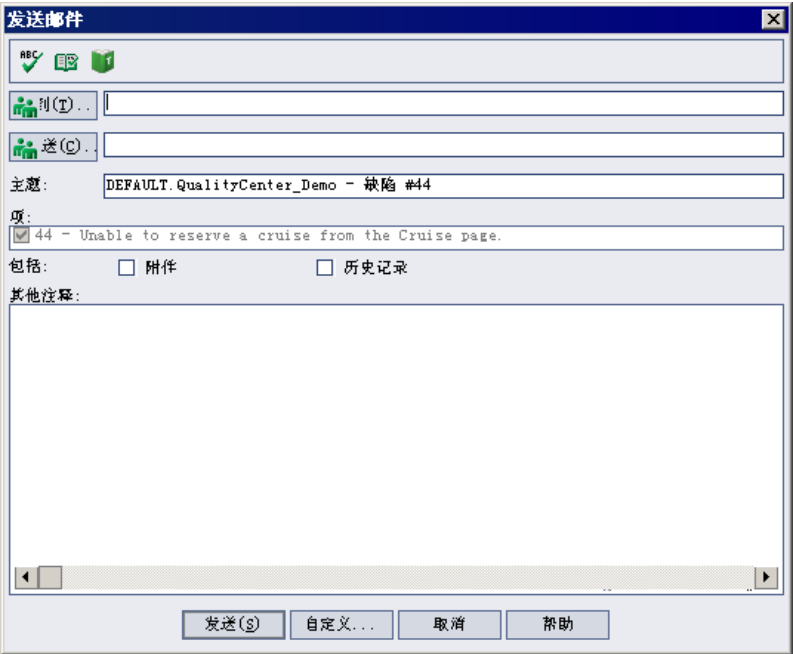 发送邮件
ABC
到(T)..
送(C)..
主题:
DEFAULT.QualityCenter_Demo - 缺陷 #44
项:
44 - Unable to reserve a cruise from the Cruise page.
包括:
附件
历史记录
其他注释:
发送(S)
自定义...
取消
帮助